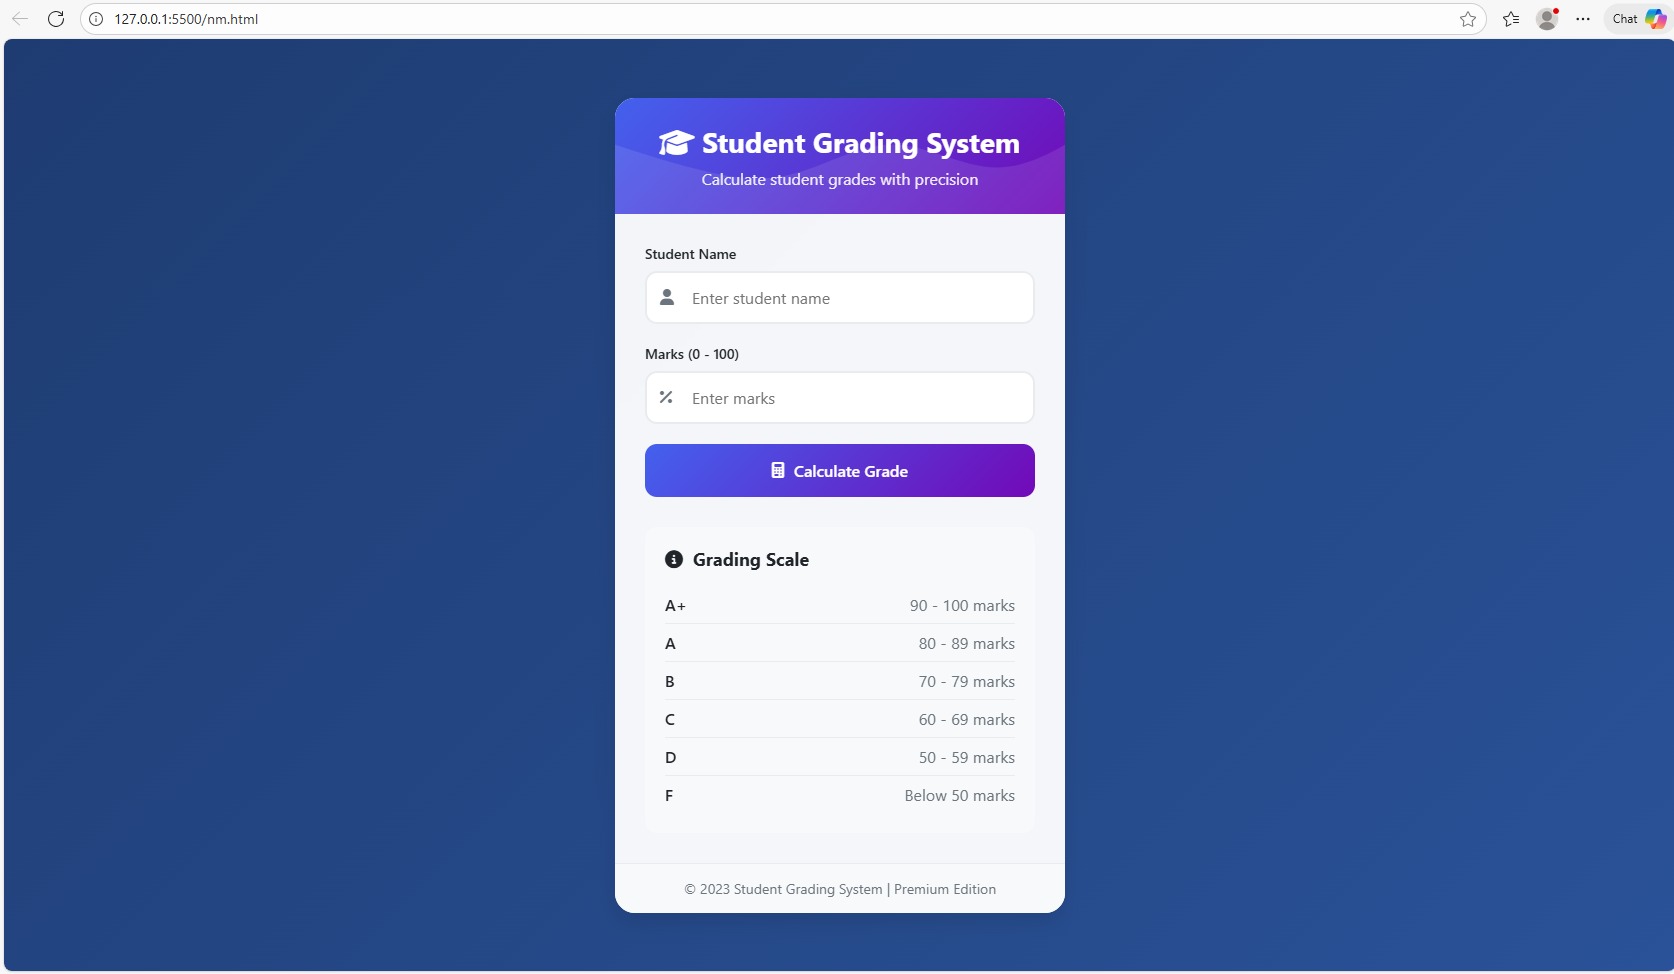 127.0.0.1:5500/nm.html
Chat
Student Grading System
Calculate student grades with precision
Student Name
Enter student name
Marks (0 - 100)
Enter marks
Calculate Grade
Grading Scale
A+ 90 - 100 marks
A 80 - 89 marks
B 70 - 79 marks
C 60 - 69 marks
D 50 - 59 marks
F Below 50 marks
© 2023 Student Grading System | Premium Edition